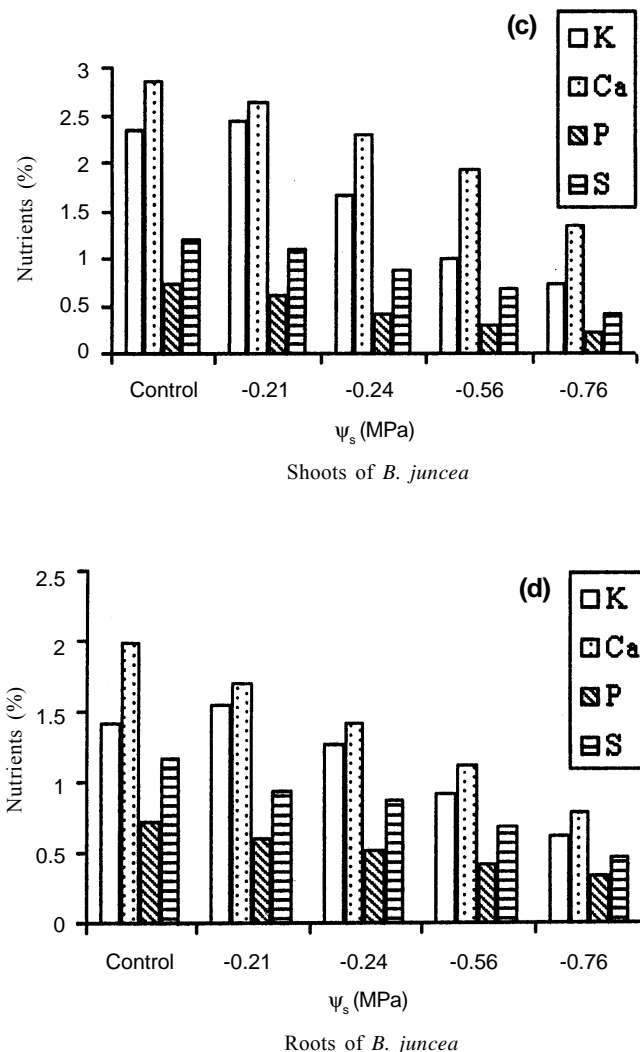 (c)
K
Ca
P
S
3
2.5
2
1.5
1
0.5
0
Nutrients (%)
Control -0.21 -0.24 -0.56 -0.76
ψs (MPa)
Shoots of B. juncea
(d)
K
Ca
P
S
2.5
2
1.5
1
0.5
0
Nutrients (%)
Control -0.21 -0.24 -0.56 -0.76
ψs (MPa)
Roots of B. juncea